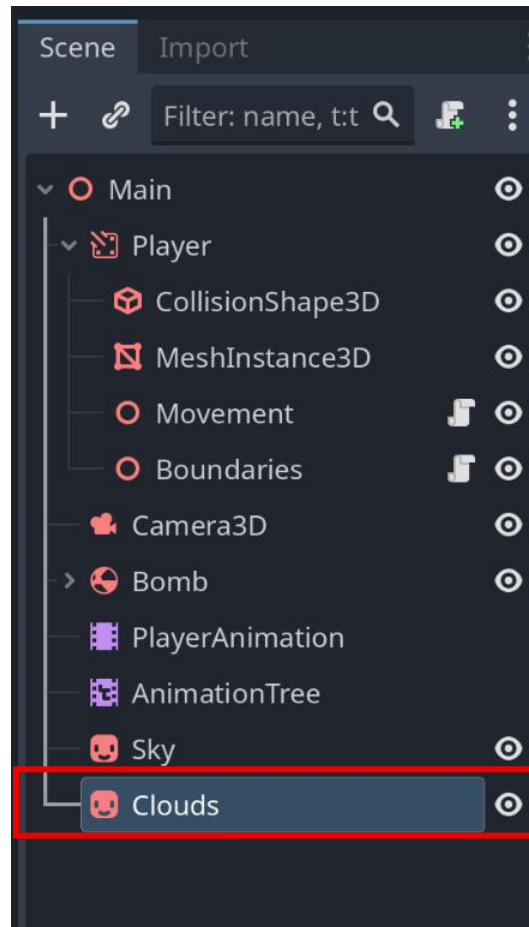 Scene Import
Filter: name, t:t
Main
Player
CollisionShape3D
MeshInstance3D
Movement
Boundaries
Camera3D
Bomb
PlayerAnimation
AnimationTree
Sky
Clouds